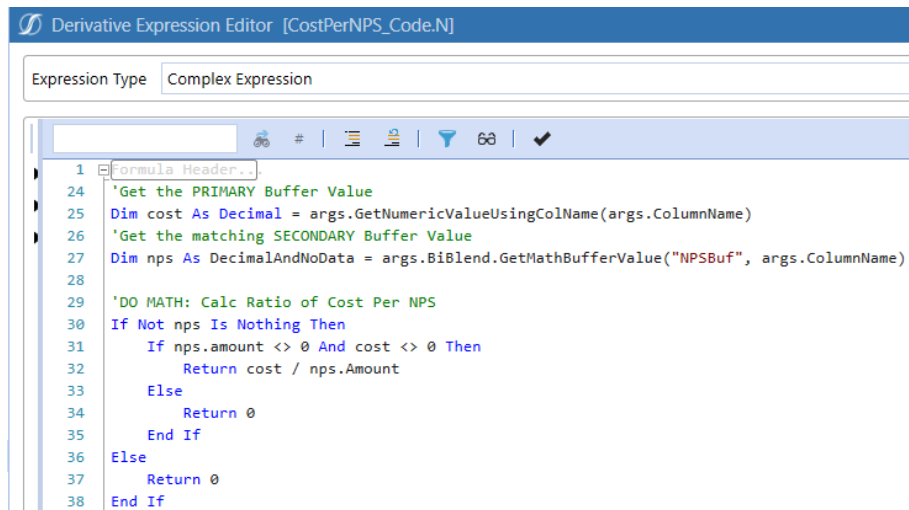 Derivative Expression Editor [CostPerNPS_Code.N]
Expression Type Complex Expression
#
1 Formula Header...
24 'Get the PRIMARY Buffer Value
25 Dim cost As Decimal = args.GetNumericValueUsingColName(args.ColumnName)
26 'Get the matching SECONDARY Buffer Value
27 Dim nps As DecimalAndNoData = args.BiBlend.GetMathBufferValue("NPSBuf", args.ColumnName)
28
29 'DO MATH: Calc Ratio of Cost Per NPS
30 If Not nps Is Nothing Then
31 If nps.amount <> 0 And cost <> 0 Then
32 Return cost / nps.Amount
33 Else
34 Return 0
35 End If
36 Else
37 Return 0
38 End If